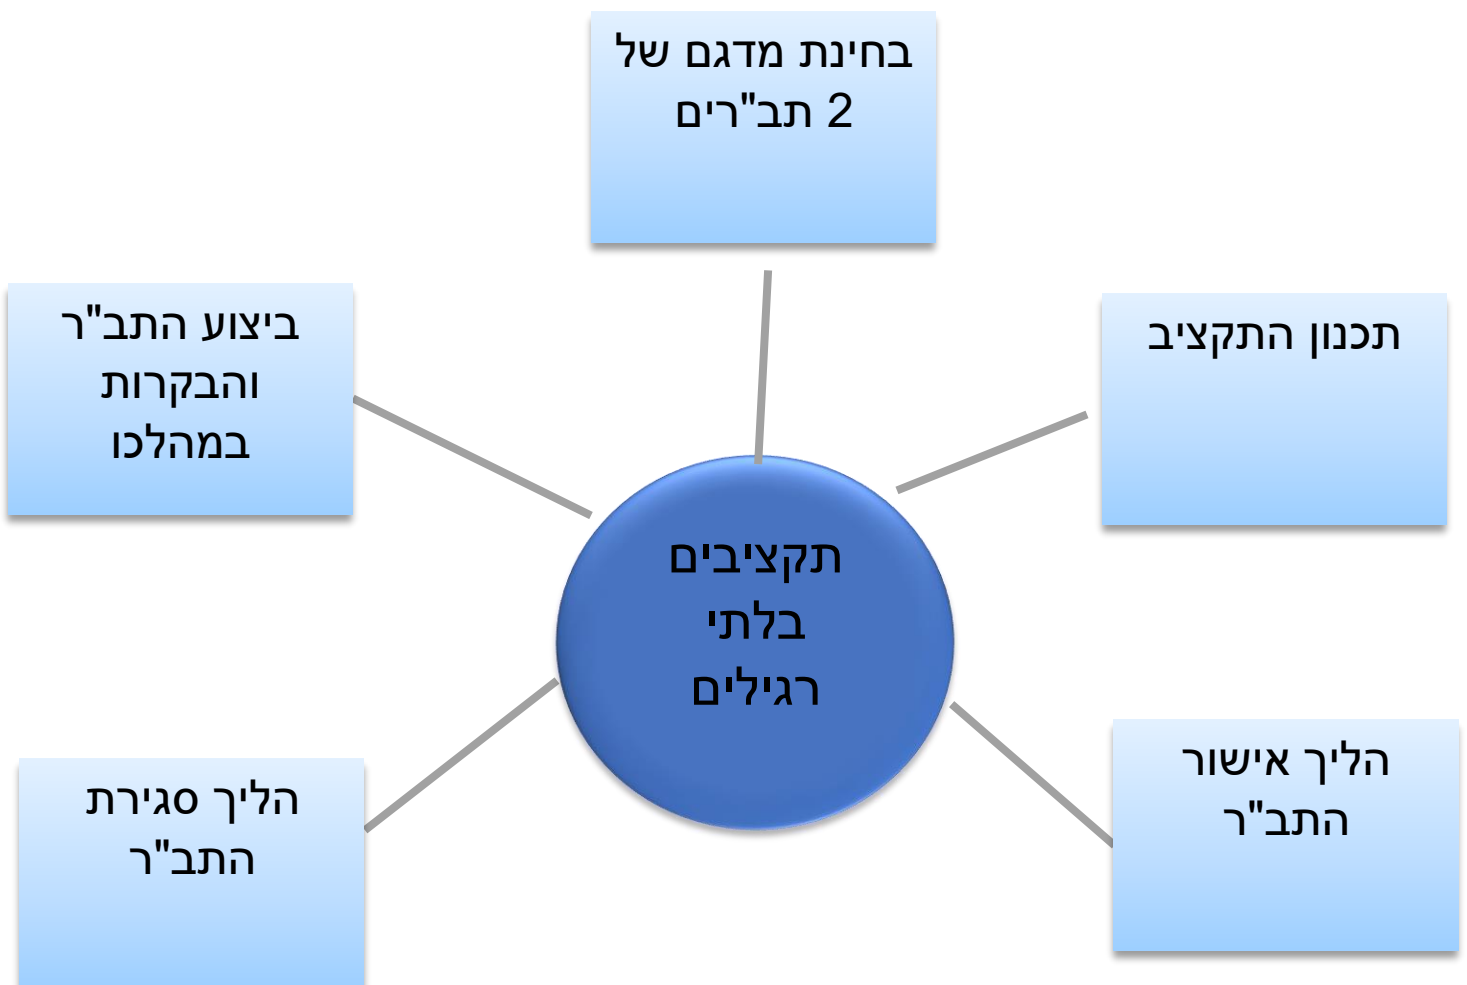 בחינת מדגם של
2 תב"רים
תכנון התקציב
ביצוע התב"ר
והבקרות
במהלכו
תקציבים
בלתי
רגילים
הליך אישור
התב"ר
הליך סגירת
התב"ר